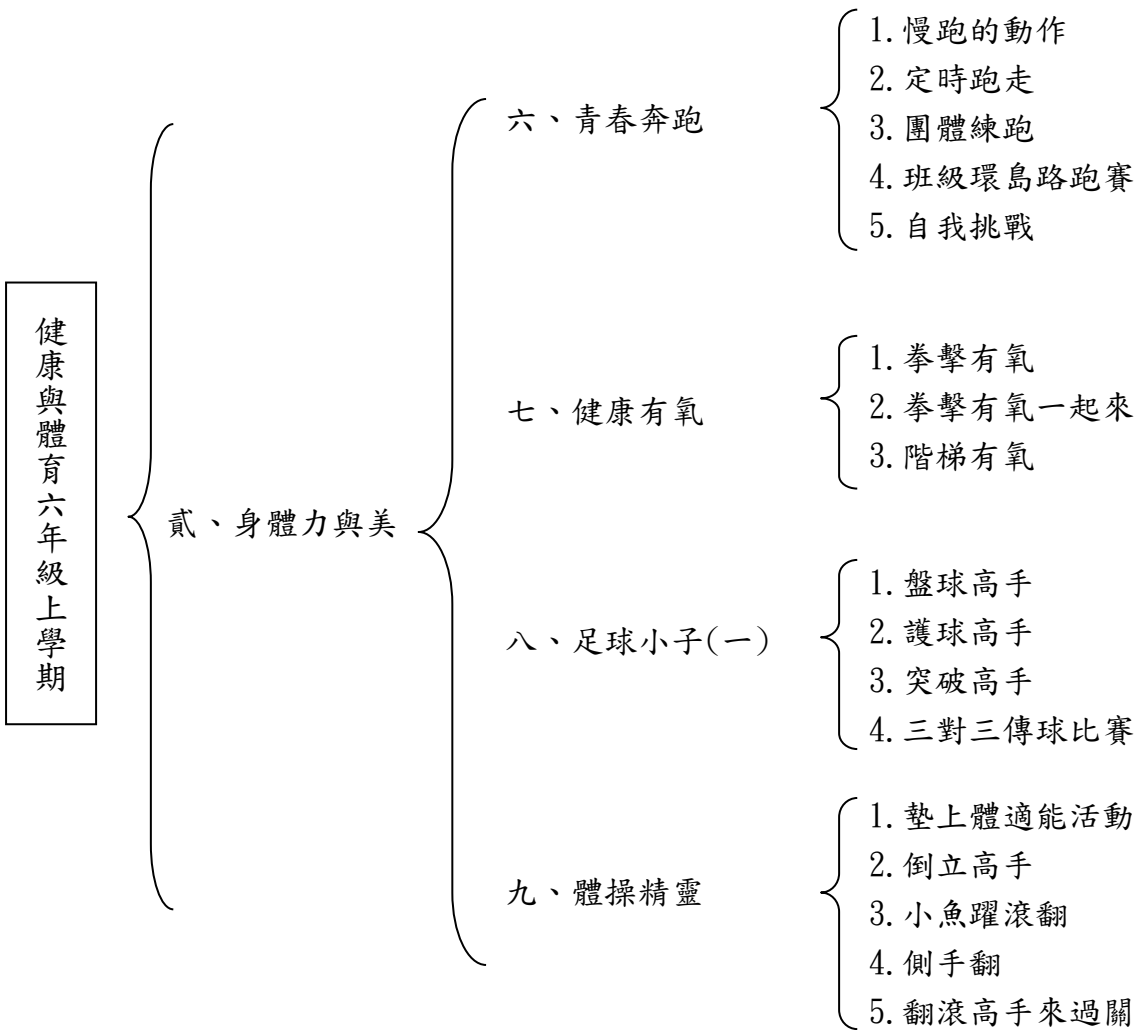 健康與體育六年級上學期
貳、身體力與美
六、青春奔跑
1.慢跑的動作
2.定時跑走
3.團體練跑
4.班級環島路跑賽
5.自我挑戰
七、健康有氧
1.拳擊有氧
2.拳擊有氧一起來
3.階梯有氧
八、足球小子(一)
1.盤球高手
2.護球高手
3.突破高手
4.三對三傳球比賽
九、體操精靈
1.墊上體適能活動
2.倒立高手
3.小魚躍滾翻
4.側手翻
5.翻滾高手來過關